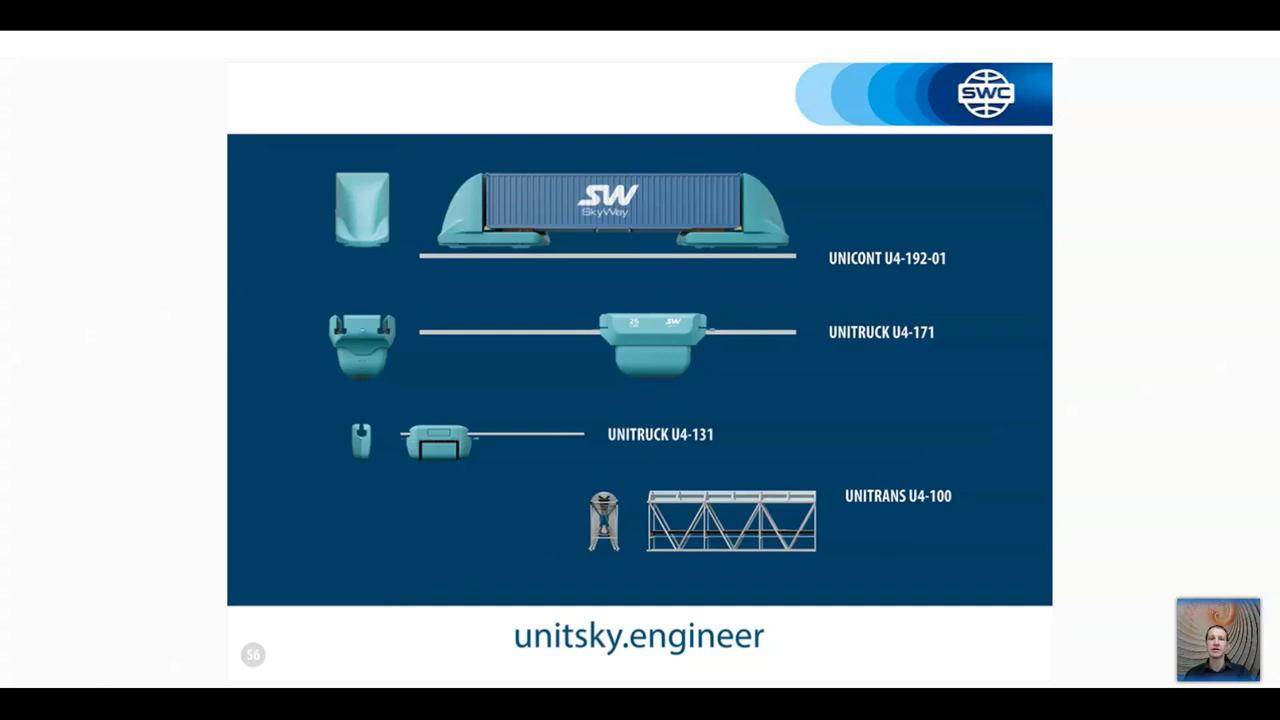 SWC
SW
SkyWay
UNICONT U4-192-01
25
SW
UNITRUCK U4-171
UNITRUCK U4-131
UNITRANS U4-100
unitsky.engineer
56